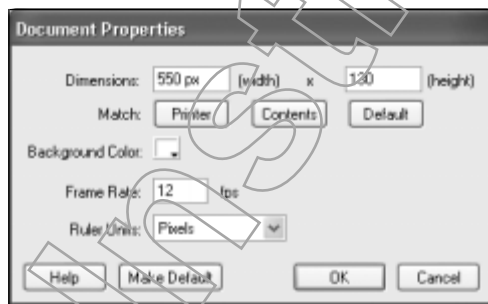 Document Properties
Dimensions: 550 px (width) x 130 (height)
Match: Printer Contents Default
Background Color:
Frame Rate: 12 fps
Ruler Units: Pixels
Help Make Default OK Cancel